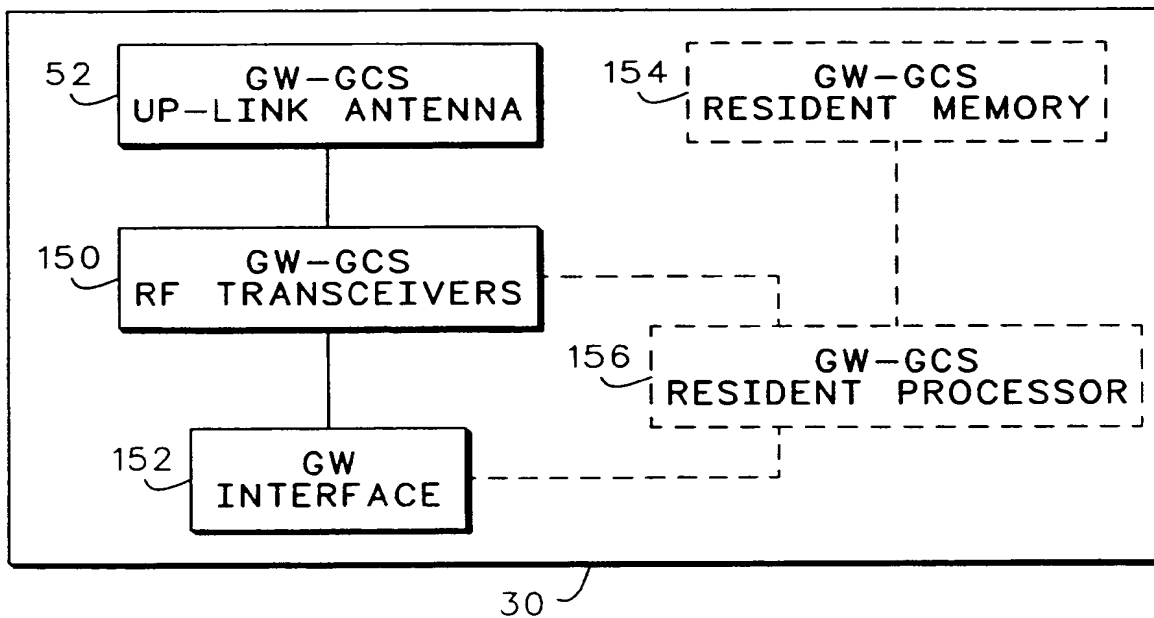 52
GW-GCS
UP-LINK ANTENNA
154
GW-GCS
RESIDENT MEMORY
150
GW-GCS
RF TRANSCEIVERS
156
GW-GCS
RESIDENT PROCESSOR
152
GW
INTERFACE
30